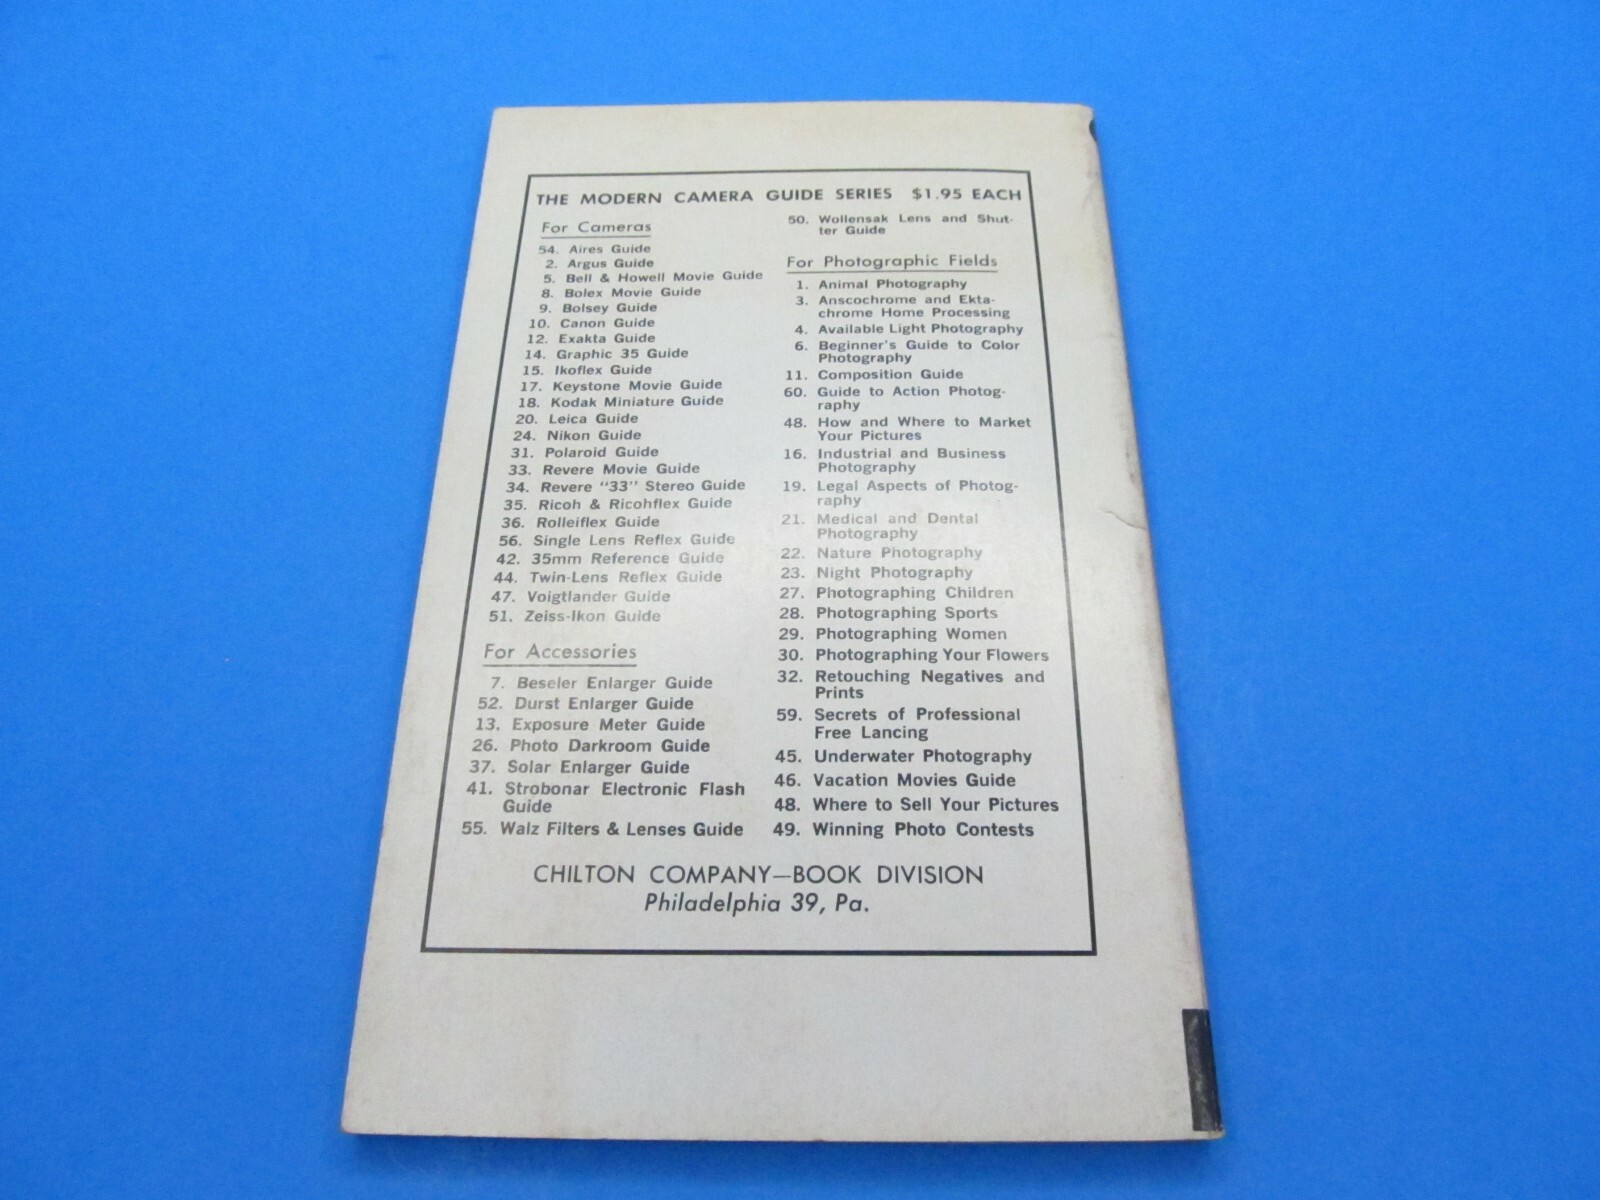 THE MODERN CAMERA GUIDE SERIES $1.95 EACH
For Cameras
54. Aires Guide
2. Argus Guide
5. Bell & Howell Movie Guide
8. Bolex Movie Guide
9. Bolsey Guide
10. Canon Guide
12. Exakta Guide
14. Graphic 35 Guide
15. Ikoflex Guide
17. Keystone Movie Guide
18. Kodak Miniature Guide
20. Leica Guide
24. Nikon Guide
31. Polaroid Guide
33. Revere Movie Guide
34. Revere "33" Stereo Guide
35. Ricoh & Ricohflex Guide
36. Rolleiflex Guide
56. Single Lens Reflex Guide
42. 35mm Reference Guide
44. Twin-Lens Reflex Guide
47. Voigtlander Guide
51. Zeiss-Ikon Guide
For Accessories
7. Beseler Enlarger Guide
52. Durst Enlarger Guide
13. Exposure Meter Guide
26. Photo Darkroom Guide
37. Solar Enlarger Guide
41. Strobonar Electronic Flash
Guide
55. Walz Filters & Lenses Guide
50. Wollensak Lens and Shut-
ter Guide
For Photographic Fields
1. Animal Photography
3. Anscochrome and Ekta-
chrome Home Processing
4. Available Light Photography
6. Beginner's Guide to Color
Photography
11. Composition Guide
60. Guide to Action Photog-
raphy
48. How and Where to Market
Your Pictures
16. Industrial and Business
Photography
19. Legal Aspects of Photog-
raphy
21. Medical and Dental
Photography
22. Nature Photography
23. Night Photography
27. Photographing Children
28. Photographing Sports
29. Photographing Women
30. Photographing Your Flowers
32. Retouching Negatives and
Prints
59. Secrets of Professional
Free Lancing
45. Underwater Photography
46. Vacation Movies Guide
48. Where to Sell Your Pictures
49. Winning Photo Contests
CHILTON COMPANY—BOOK DIVISION
Philadelphia 39, Pa.